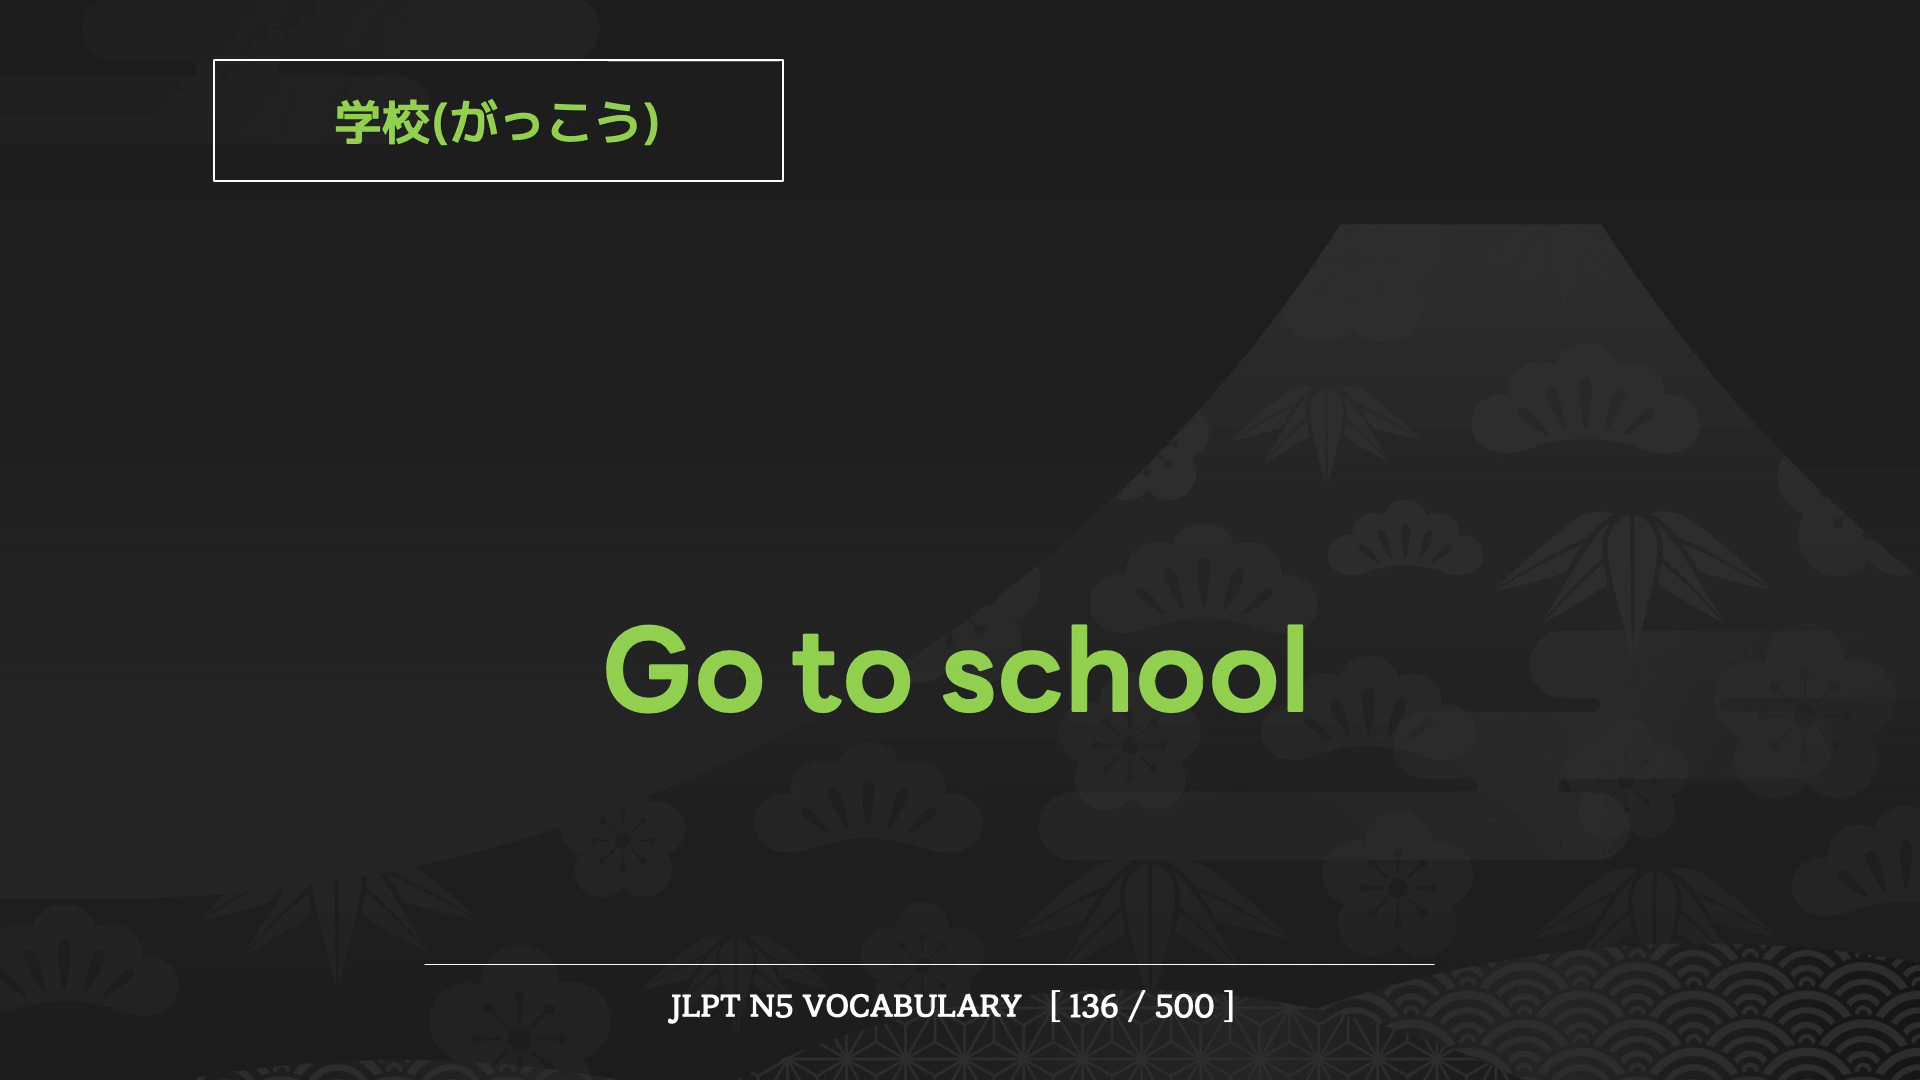 学校(がっこう)
Go to school
JLPT N5 VOCABULARY [ 136 / 500 ]